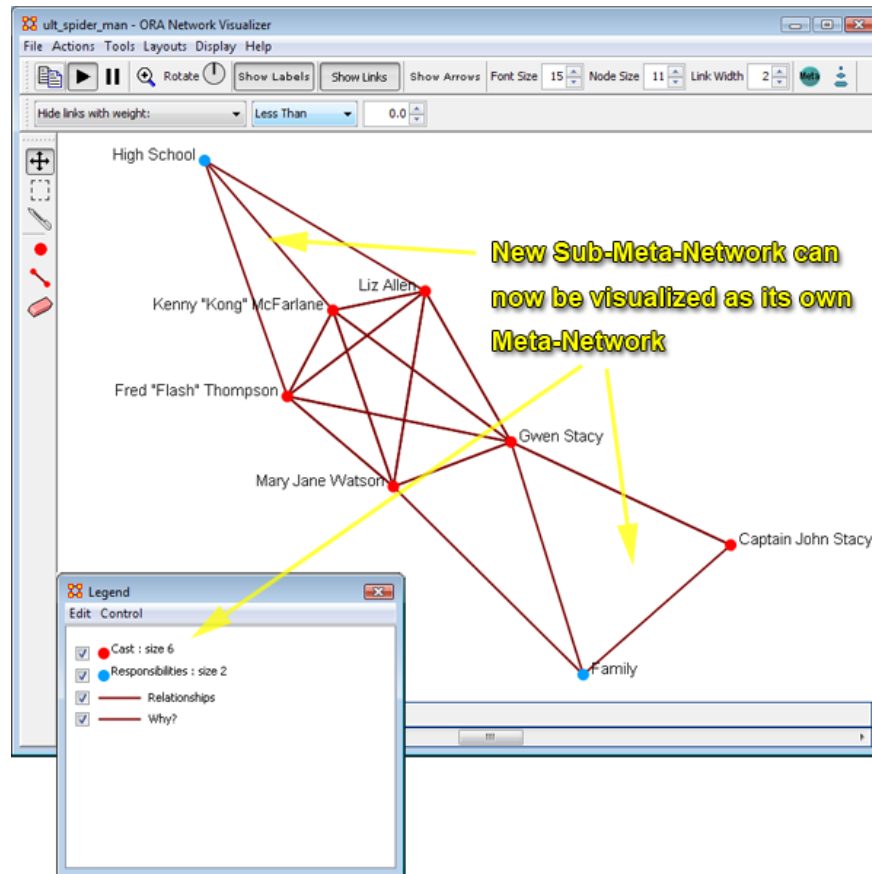 ult_spider_man - ORA Network Visualizer
File Actions Tools Layouts Display Help
Rotate Show Labels Show Links Show Arrows Font Size 15 Node Size 11 Link Width 2 Meta
Hide links with weight: Less Than 0.0
High School
New Sub-Meta-Network can
now be visualized as its own
Meta-Network
Liz Allen
Kenny "Kong" McFarlane
Fred "Flash" Thompson
Gwen Stacy
Mary Jane Watson
Captain John Stacy
Family
Legend
Edit Control
Cast : size 6
Responsibilities : size 2
Relationships
Why?